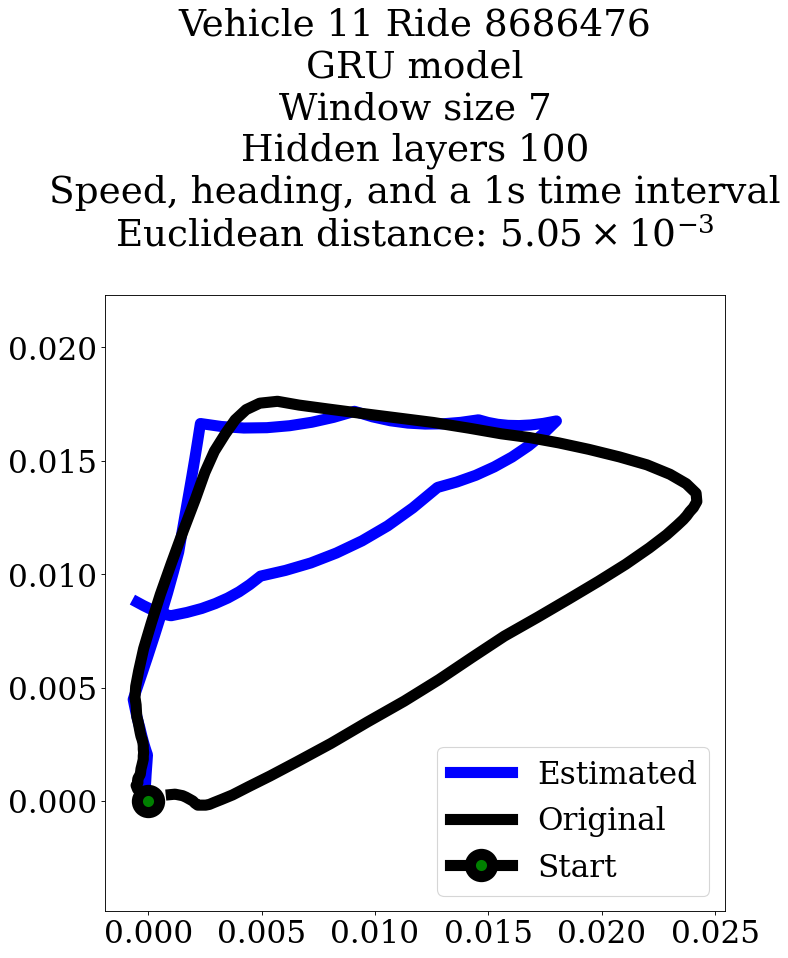 Vehicle 11 Ride 8686476
GRU model
Window size 7
Hidden layers 100
Speed, heading, and a 1s time interval
Euclidean distance: 5.05 × 10⁻³
0.020
0.015
0.010
0.005
0.000
Estimated
Original
Start
0.000 0.005 0.010 0.015 0.020 0.025